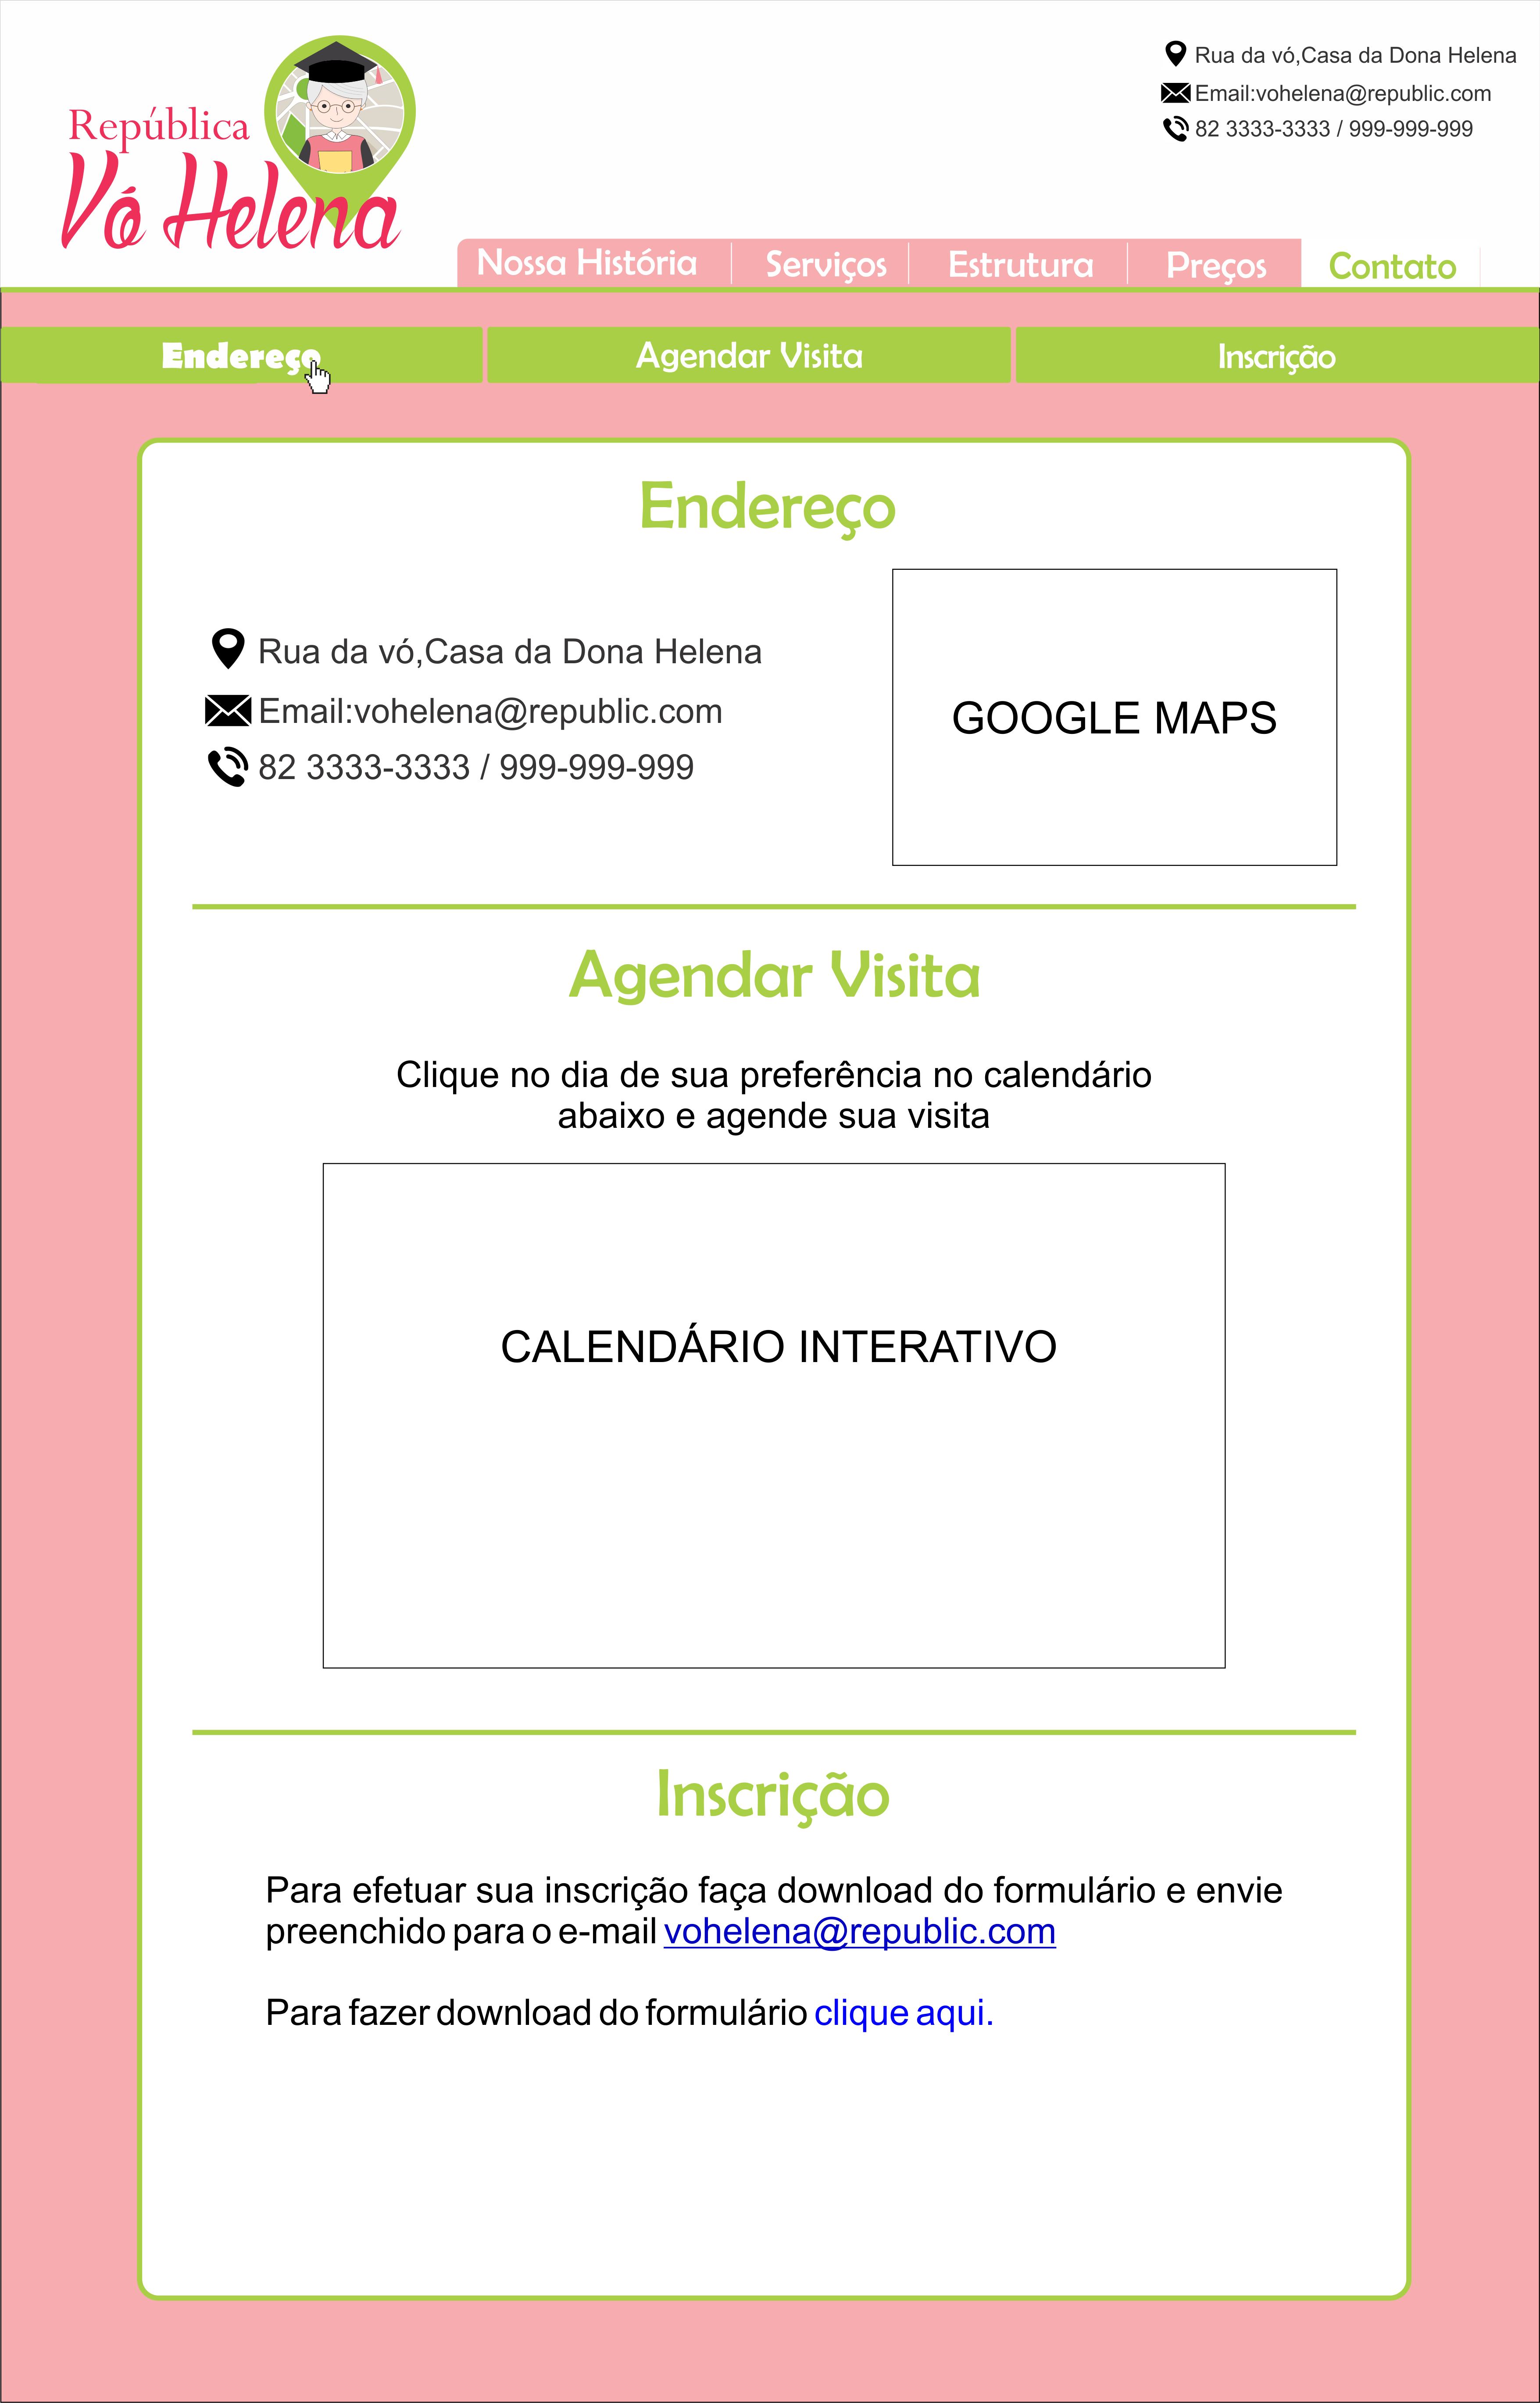 República
Vó Helena
Rua da vó,Casa da Dona Helena
Email:vohelena@republic.com
82 3333-3333 / 999-999-999
Nossa História Serviços Estrutura Preços Contato
Endereço Agendar Visita Inscrição
Endereço
Rua da vó,Casa da Dona Helena
Email:vohelena@republic.com
82 3333-3333 / 999-999-999
GOOGLE MAPS
Agendar Visita
Clique no dia de sua preferência no calendário
abaixo e agende sua visita
CALENDÁRIO INTERATIVO
Inscrição
Para efetuar sua inscrição faça download do formulário e envie
preenchido para o e-mail vohelena@republic.com
Para fazer download do formulário clique aqui.